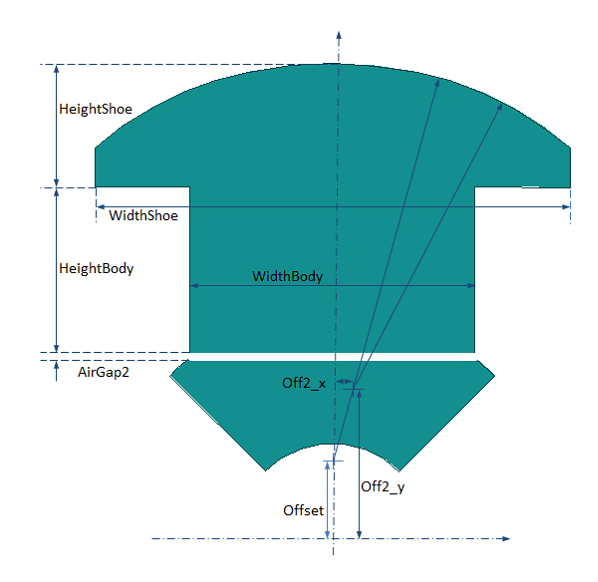 HeightShoe
WidthShoe
HeightBody
WidthBody
AirGap2
Off2_x
Off2_y
Offset